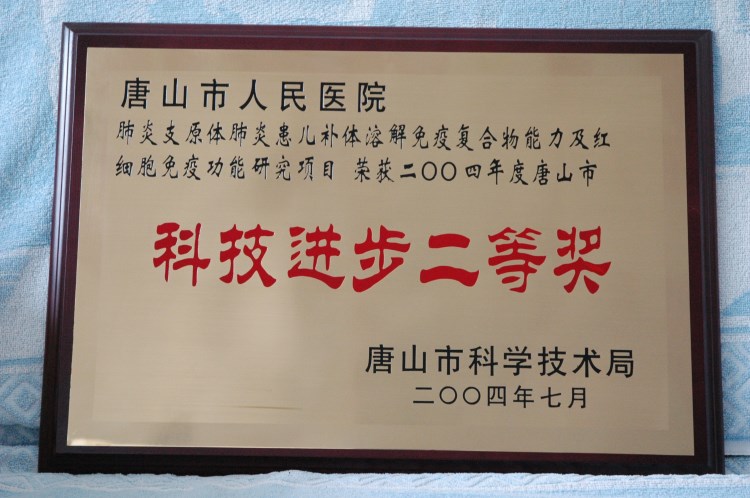 唐山市人民医院
肺炎支原体肺炎患儿补体溶解免疫复合物能力及红
细胞免疫功能研究项目 荣获二〇〇四年度唐山市
科技进步二等奖
唐山市科学技术局
二〇〇四年七月